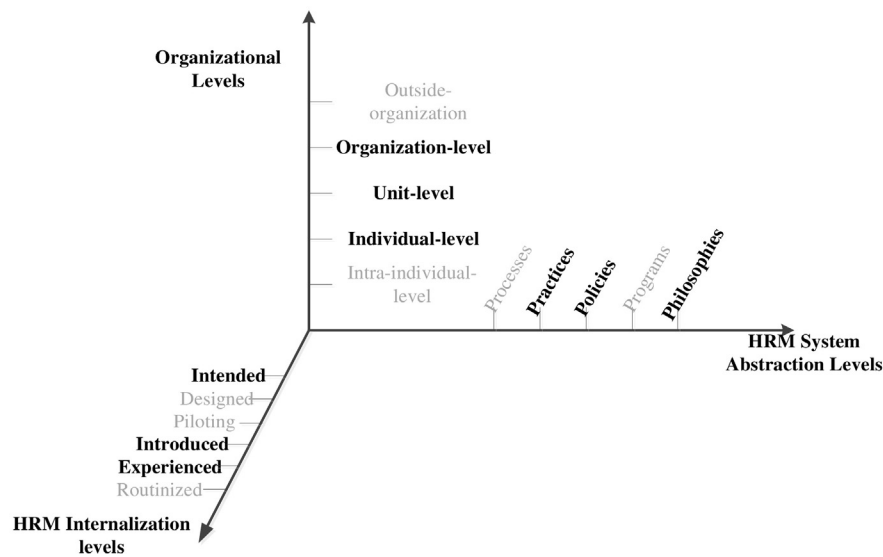 Organizational
Levels
Outside-
organization
Organization-level
Unit-level
Individual-level
Intra-individual-
level
Processes
Practices
Policies
Programs
Philosophies
HRM System
Abstraction Levels
Intended
Designed
Piloting
Introduced
Experienced
Routinized
HRM Internalization
levels